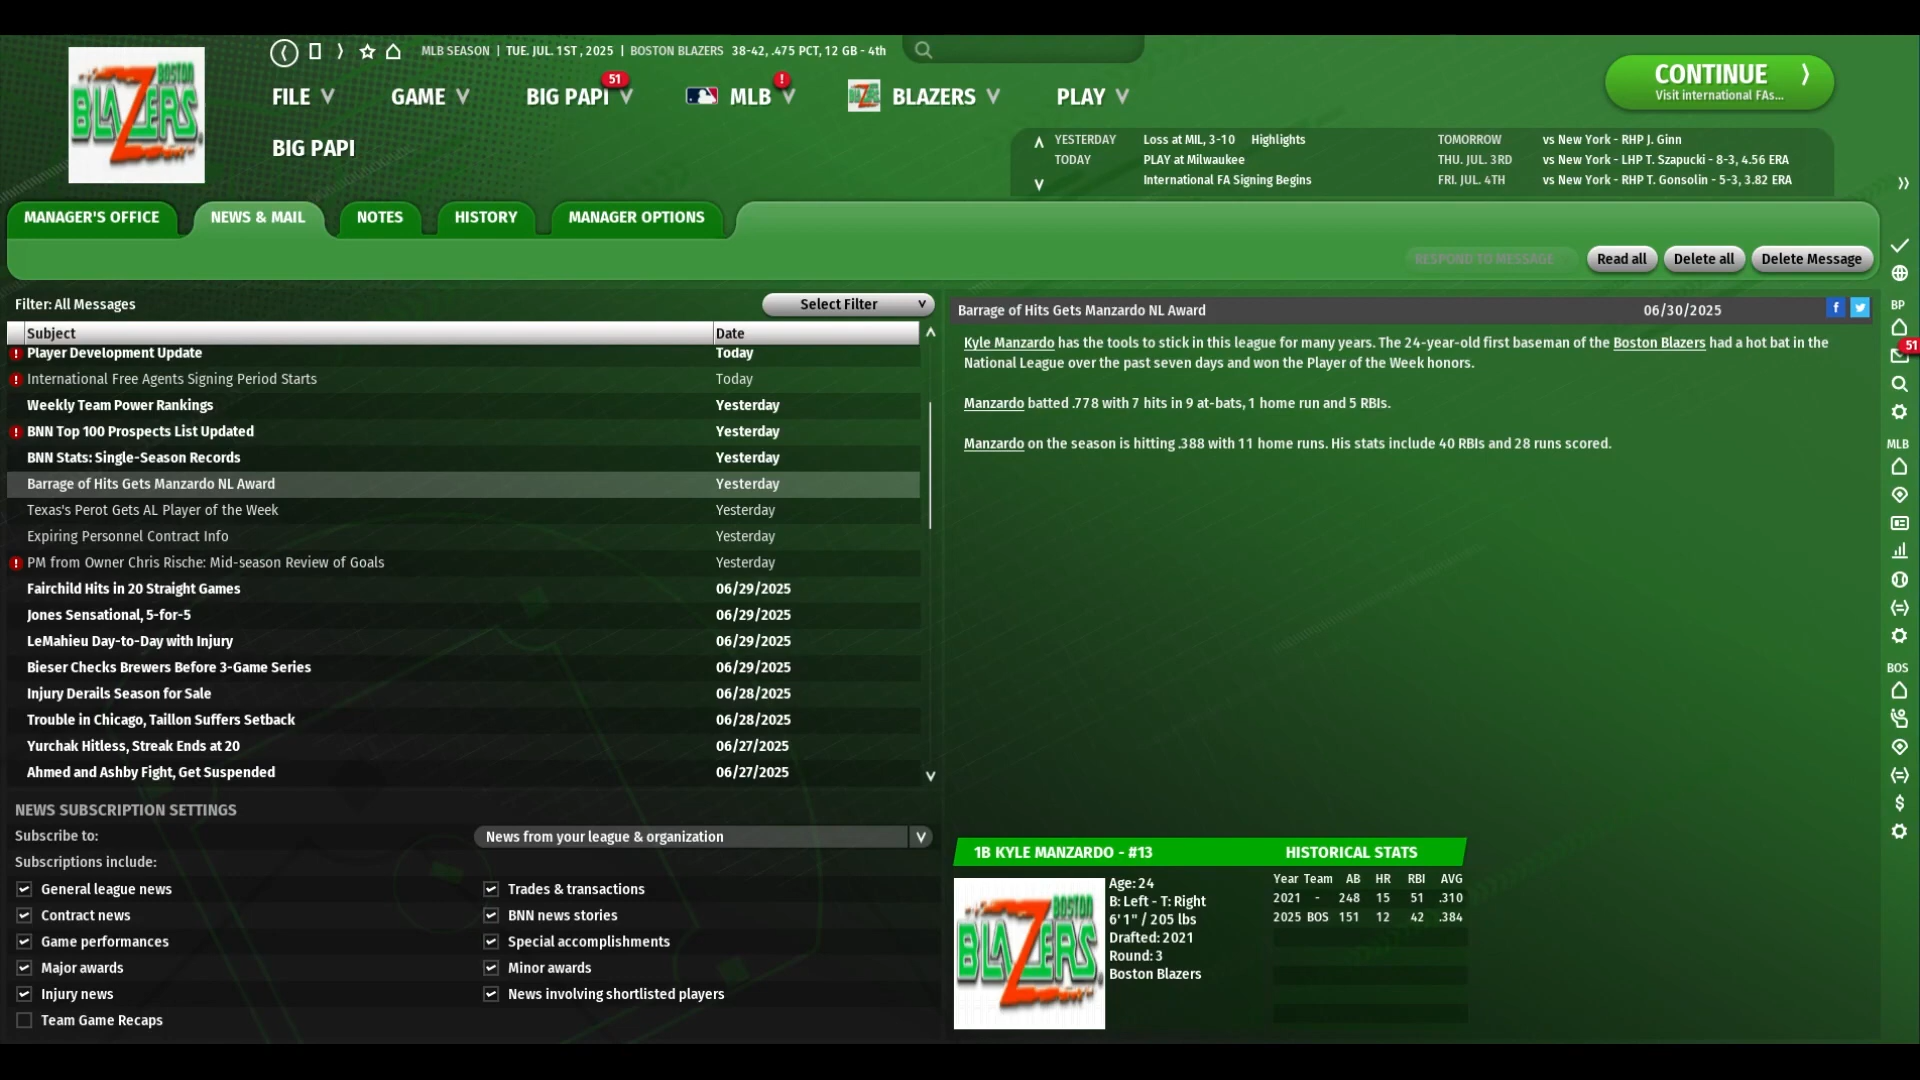 BOSTON
BLAZERS
MLB SEASON | TUE. JUL. 1ST , 2025 | BOSTON BLAZERS 38-42, .475 PCT, 12 GB - 4th
FILE
GAME
BIG PAPI
51
MLB
!
BLAZERS
PLAY
BIG PAPI
CONTINUE
Visit international FAs...
YESTERDAY Loss at MIL, 3-10 Highlights
TODAY PLAY at Milwaukee
International FA Signing Begins
TOMORROW vs New York - RHP J. Ginn
THU. JUL. 3RD vs New York - LHP T. Szapucki - 8-3, 4.56 ERA
FRI. JUL. 4TH vs New York - RHP T. Gonsolin - 5-3, 3.82 ERA
MANAGER'S OFFICE
NEWS & MAIL
NOTES
HISTORY
MANAGER OPTIONS
RESPOND TO MESSAGE
Read all
Delete all
Delete Message
Filter: All Messages
Select Filter
Subject Date
! Player Development Update Today
! International Free Agents Signing Period Starts Today
Weekly Team Power Rankings Yesterday
! BNN Top 100 Prospects List Updated Yesterday
BNN Stats: Single-Season Records Yesterday
Barrage of Hits Gets Manzardo NL Award Yesterday
Texas's Perot Gets AL Player of the Week Yesterday
Expiring Personnel Contract Info Yesterday
! PM from Owner Chris Rische: Mid-season Review of Goals Yesterday
Fairchild Hits in 20 Straight Games 06/29/2025
Jones Sensational, 5-for-5 06/29/2025
LeMahieu Day-to-Day with Injury 06/29/2025
Bieser Checks Brewers Before 3-Game Series 06/29/2025
Injury Derails Season for Sale 06/28/2025
Trouble in Chicago, Taillon Suffers Setback 06/28/2025
Yurchak Hitless, Streak Ends at 20 06/27/2025
Ahmed and Ashby Fight, Get Suspended 06/27/2025
NEWS SUBSCRIPTION SETTINGS
Subscribe to: News from your league & organization
Subscriptions include:
General league news Trades & transactions
Contract news BNN news stories
Game performances Special accomplishments
Major awards Minor awards
Injury news News involving shortlisted players
Team Game Recaps
Barrage of Hits Gets Manzardo NL Award 06/30/2025
Kyle Manzardo has the tools to stick in this league for many years. The 24-year-old first baseman of the Boston Blazers had a hot bat in the
National League over the past seven days and won the Player of the Week honors.
Manzardo batted .778 with 7 hits in 9 at-bats, 1 home run and 5 RBIs.
Manzardo on the season is hitting .388 with 11 home runs. His stats include 40 RBIs and 28 runs scored.
1B KYLE MANZARDO - #13
BOSTON
BLAZERS
Age: 24
B: Left - T: Right
6' 1" / 205 lbs
Drafted: 2021
Round: 3
Boston Blazers
HISTORICAL STATS
Year Team AB HR RBI AVG
2021 - 248 15 51 .310
2025 BOS 151 12 42 .384
BP
51
MLB
BOS